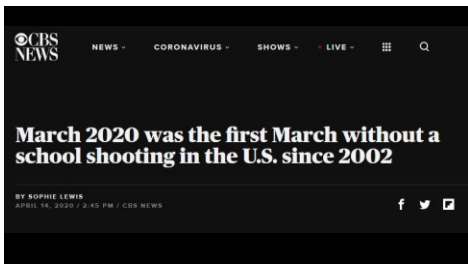 CBS NEWS
NEWS CORONAVIRUS SHOWS LIVE
March 2020 was the first March without a
school shooting in the U.S. since 2002
BY SOPHIE LEWIS
APRIL 14, 2020 / 2:45 PM / CBS NEWS